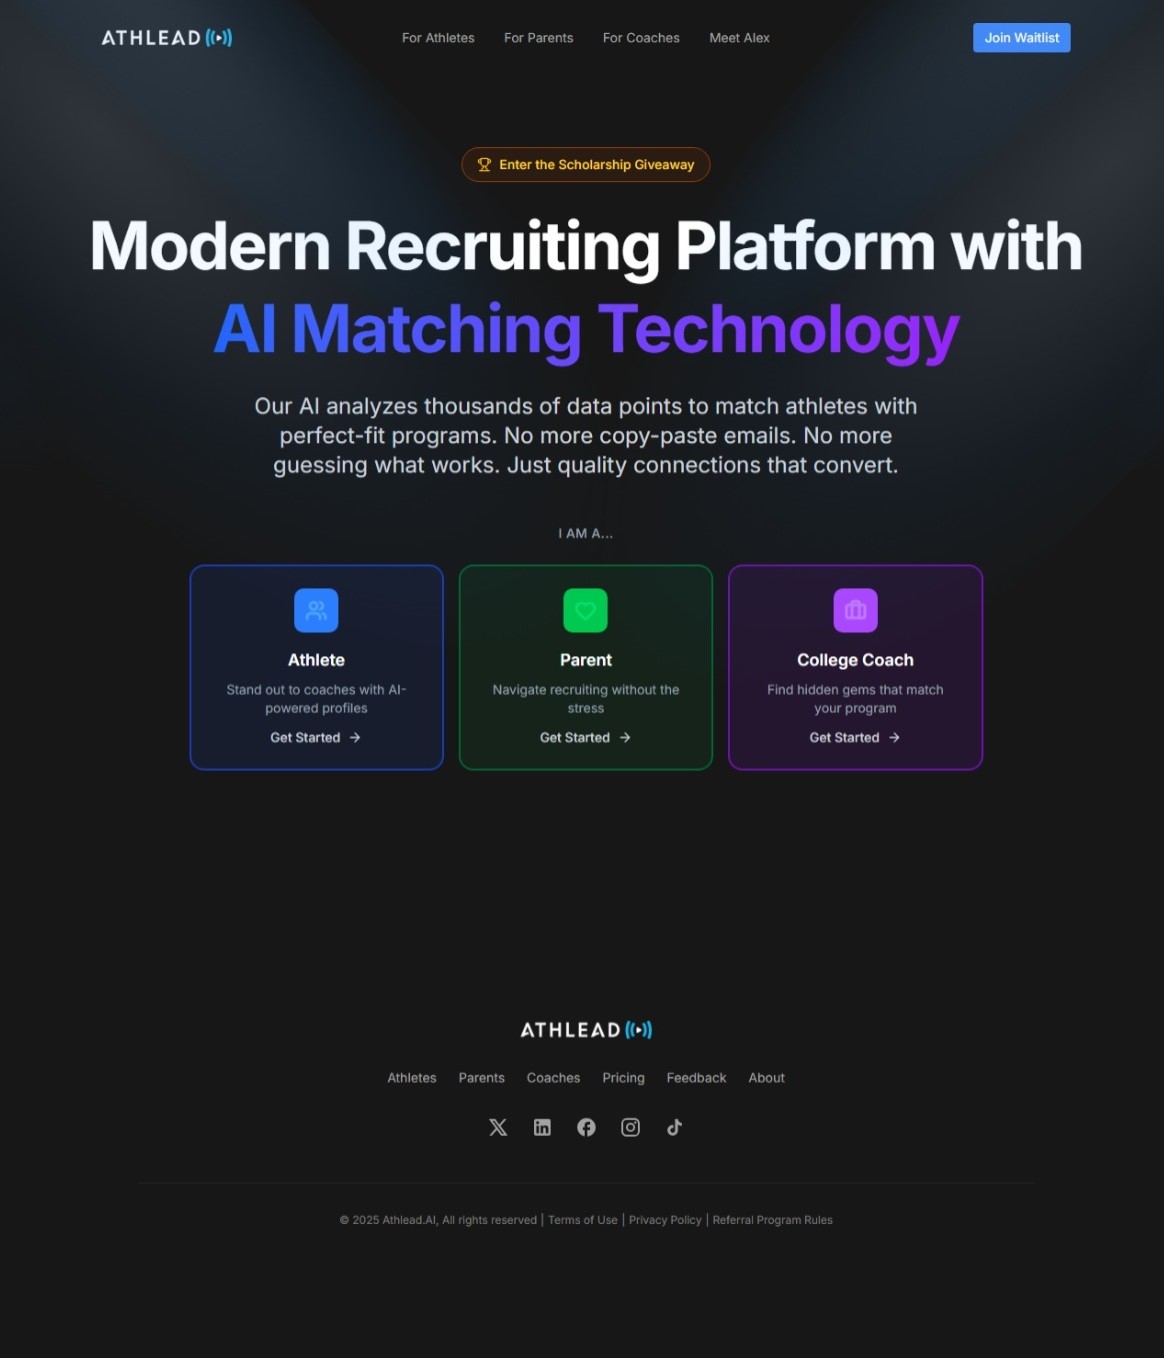 ATHLEAD
For Athletes
For Parents
For Coaches
Meet Alex
Join Waitlist
Enter the Scholarship Giveaway
Modern Recruiting Platform with
AI Matching Technology
Our AI analyzes thousands of data points to match athletes with
perfect-fit programs. No more copy-paste emails. No more
guessing what works. Just quality connections that convert.
I AM A...
Athlete
Stand out to coaches with AI-
powered profiles
Get Started →
Parent
Navigate recruiting without the
stress
Get Started →
College Coach
Find hidden gems that match
your program
Get Started →
ATHLEAD
Athletes
Parents
Coaches
Pricing
Feedback
About
© 2025 Athlead.AI, All rights reserved | Terms of Use | Privacy Policy | Referral Program Rules